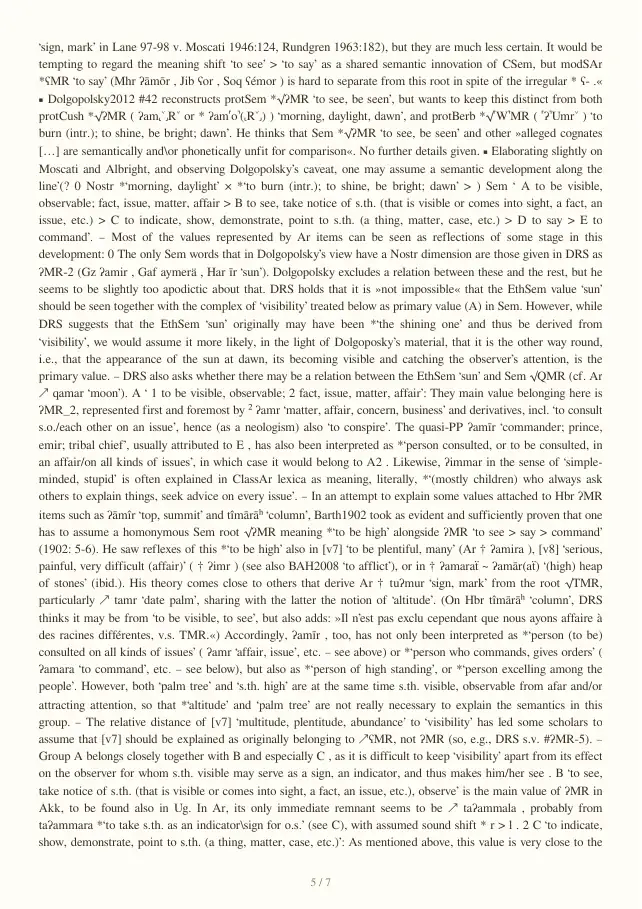 ‘sign, mark’ in Lane 97-98 v. Moscati 1946:124, Rundgren 1963:182), but they are much less certain. It would be
tempting to regard the meaning shift ‘to see’ > ‘to say’ as a shared semantic innovation of CSem, but modSAr
*ʕMR ‘to say’ (Mhr ʔāmōr , Jib ʕor , Soq ʕémor ) is hard to separate from this root in spite of the irregular * ʕ- .«
▪ Dolgopolsky2012 #42 reconstructs protSem *√ʔMR ‘to see, be seen’, but wants to keep this distinct from both
protCush *√ʔMR ( ʔam˻ˇ˼Rˇ or * ʔamʹoʹ(˻Rˇ˼) ) ‘morning, daylight, dawn’, and protBerb *√ʹWʹMR ( ʹʔʹUmrˇ ) ‘to
burn (intr.); to shine, be bright; dawn’. He thinks that Sem *√ʔMR ‘to see, be seen’ and other »alleged cognates
[…] are semantically and\or phonetically unfit for comparison«. No further details given. ▪ Elaborating slightly on
Moscati and Albright, and observing Dolgopolsky’s caveat, one may assume a semantic development along the
line‘(? 0 Nostr *‘morning, daylight’ × *‘to burn (intr.); to shine, be bright; dawn’ > ) Sem ‘ A to be visible,
observable; fact, issue, matter, affair > B to see, take notice of s.th. (that is visible or comes into sight, a fact, an
issue, etc.) > C to indicate, show, demonstrate, point to s.th. (a thing, matter, case, etc.) > D to say > E to
command’. – Most of the values represented by Ar items can be seen as reflections of some stage in this
development: 0 The only Sem words that in Dolgopolsky’s view have a Nostr dimension are those given in DRS as
ʔMR-2 (Gz ʔamir , Gaf aymerä , Har īr ‘sun’). Dolgopolsky excludes a relation between these and the rest, but he
seems to be slightly too apodictic about that. DRS holds that it is »not impossible« that the EthSem value ‘sun’
should be seen together with the complex of ‘visibility’ treated below as primary value (A) in Sem. However, while
DRS suggests that the EthSem ‘sun’ originally may have been *‘the shining one’ and thus be derived from
‘visibility’, we would assume it more likely, in the light of Dolgoposky’s material, that it is the other way round,
i.e., that the appearance of the sun at dawn, its becoming visible and catching the observer’s attention, is the
primary value. – DRS also asks whether there may be a relation between the EthSem ‘sun’ and Sem √QMR (cf. Ar
↗ qamar ‘moon’). A ‘ 1 to be visible, observable; 2 fact, issue, matter, affair’: They main value belonging here is
ʔMR_2, represented first and foremost by ² ʔamr ‘matter, affair, concern, business’ and derivatives, incl. ‘to consult
s.o./each other on an issue’, hence (as a neologism) also ‘to conspire’. The quasi-PP ʔamīr ‘commander; prince,
emir; tribal chief’, usually attributed to E , has also been interpreted as *‘person consulted, or to be consulted, in
an affair/on all kinds of issues’, in which case it would belong to A2 . Likewise, ʔimmar in the sense of ‘simple-
minded, stupid’ is often explained in ClassAr lexica as meaning, literally, *‘(mostly children) who always ask
others to explain things, seek advice on every issue’. – In an attempt to explain some values attached to Hbr ʔMR
items such as ʔāmîr ‘top, summit’ and tîmārāʰ ‘column’, Barth1902 took as evident and sufficiently proven that one
has to assume a homonymous Sem root √ʔMR meaning *‘to be high’ alongside ʔMR ‘to see > say > command’
(1902: 5-6). He saw reflexes of this *‘to be high’ also in [v7] ‘to be plentiful, many’ (Ar † ʔamira ), [v8] ‘serious,
painful, very difficult (affair)’ ( † ʔimr ) (see also BAH2008 ‘to afflict’), or in † ʔamaraẗ ~ ʔamār(aẗ) ‘(high) heap
of stones’ (ibid.). His theory comes close to others that derive Ar † tuʔmur ‘sign, mark’ from the root √TMR,
particularly ↗ tamr ‘date palm’, sharing with the latter the notion of ‘altitude’. (On Hbr tîmārāʰ ‘column’, DRS
thinks it may be from ‘to be visible, to see’, but also adds: »Il n’est pas exclu cependant que nous ayons affaire à
des racines différentes, v.s. TMR.«) Accordingly, ʔamīr , too, has not only been interpreted as *‘person (to be)
consulted on all kinds of issues’ ( ʔamr ‘affair, issue’, etc. – see above) or *‘person who commands, gives orders’ (
ʔamara ‘to command’, etc. – see below), but also as *‘person of high standing’, or *‘person excelling among the
people’. However, both ‘palm tree’ and ‘s.th. high’ are at the same time s.th. visible, observable from afar and/or
attracting attention, so that *‘altitude’ and ‘palm tree’ are not really necessary to explain the semantics in this
group. – The relative distance of [v7] ‘multitude, plentitude, abundance’ to ‘visibility’ has led some scholars to
assume that [v7] should be explained as originally belonging to ↗ʕMR, not ʔMR (so, e.g., DRS s.v. #ʔMR-5). –
Group A belongs closely together with B and especially C , as it is difficult to keep ‘visibility’ apart from its effect
on the observer for whom s.th. visible may serve as a sign, an indicator, and thus makes him/her see . B ‘to see,
take notice of s.th. (that is visible or comes into sight, a fact, an issue, etc.), observe’ is the main value of ʔMR in
Akk, to be found also in Ug. In Ar, its only immediate remnant seems to be ↗ taʔammala , probably from
taʔammara *‘to take s.th. as an indicator\sign for o.s.’ (see C), with assumed sound shift * r > l . 2 C ‘to indicate,
show, demonstrate, point to s.th. (a thing, matter, case, etc.)’: As mentioned above, this value is very close to the
5 / 7